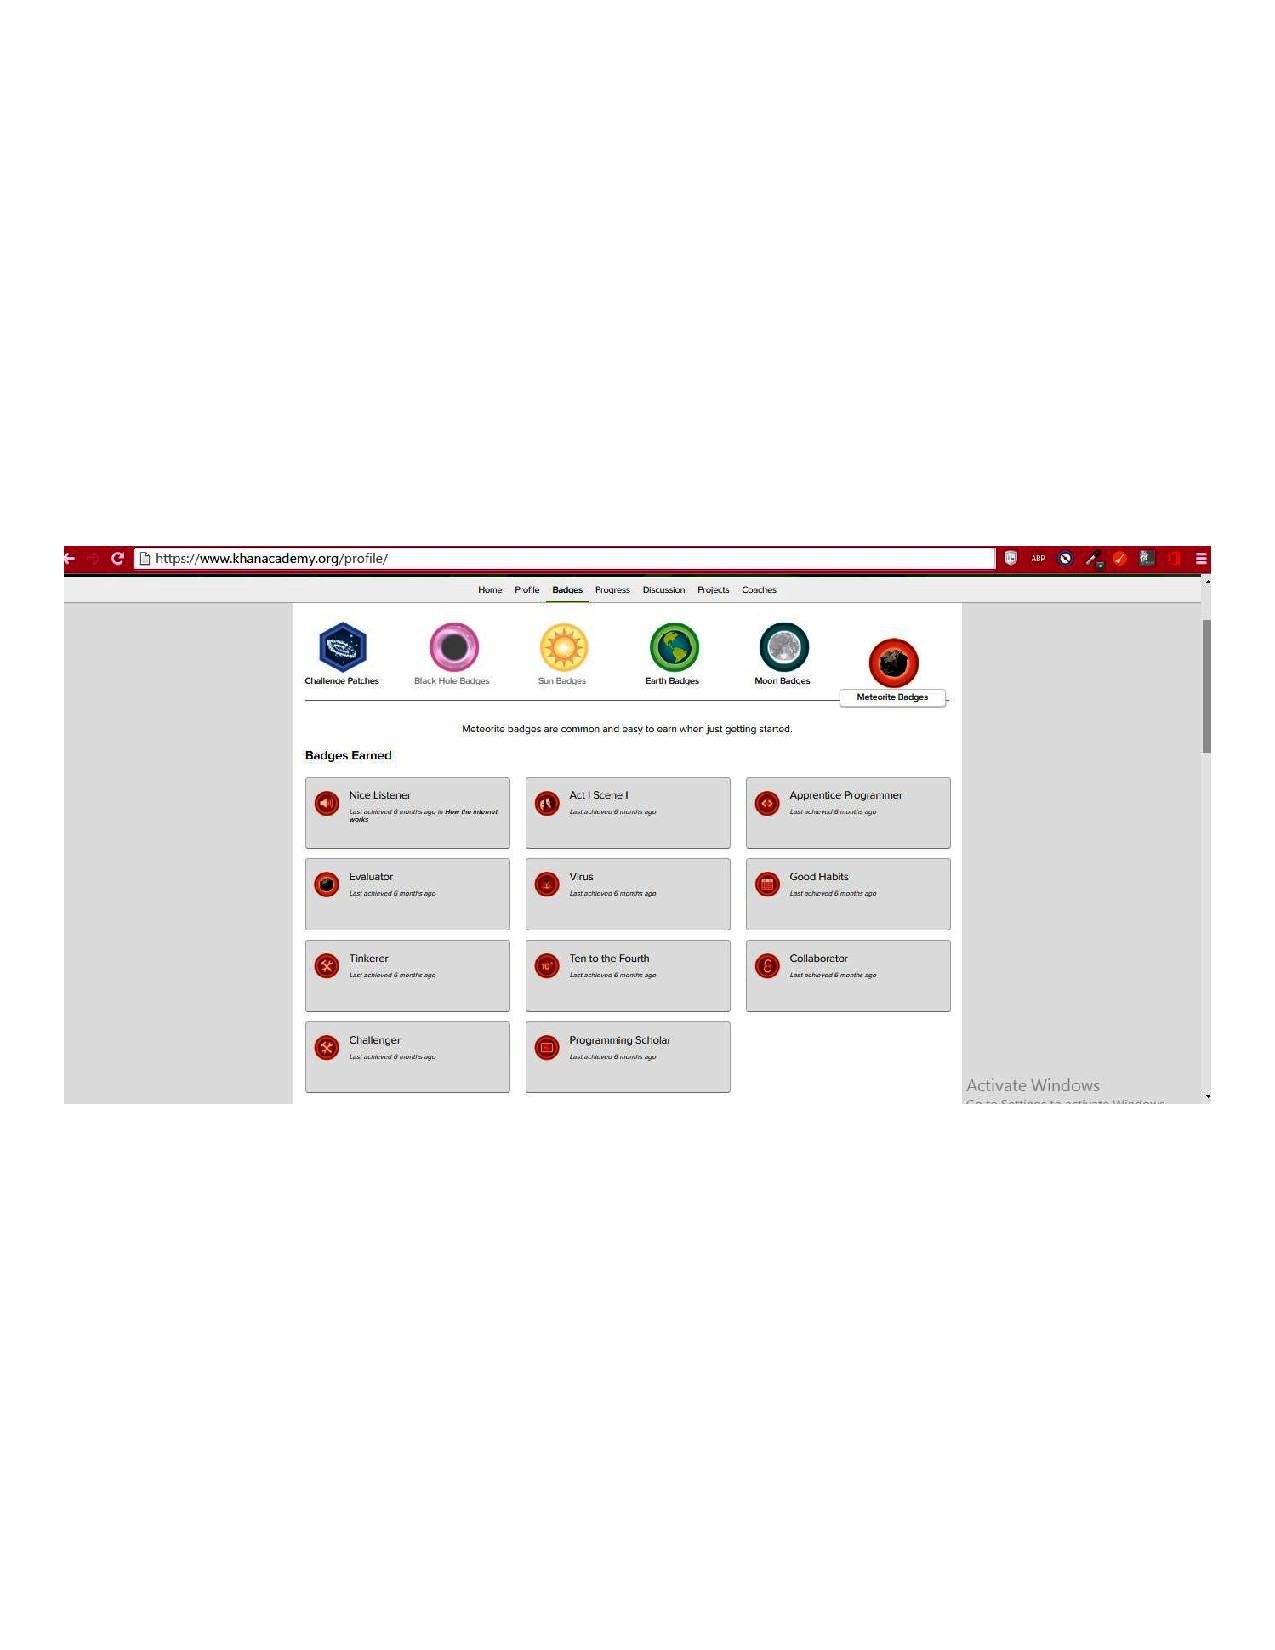 https://www.khanacademy.org/profile/
ABP
Home Profile Badges Progress Discussion Projects Coaches
Challenge Patches Black Hole Badges Sun Badges Earth Badges Moon Badges
Meteorite Badges
Meteorite badges are common and easy to earn when just getting started.
Badges Earned
Nice Listener
Last achieved 6 months ago in How the internet
works
Act I Scene I
Last achieved 6 months ago
Apprentice Programmer
Last achieved 6 months ago
Evaluator
Last achieved 6 months ago
Virus
Last achieved 6 months ago
Good Habits
Last achieved 6 months ago
Tinkerer
Last achieved 6 months ago
10⁴
Ten to the Fourth
Last achieved 6 months ago
Collaborator
Last achieved 6 months ago
Challenger
Last achieved 6 months ago
Programming Scholar
Last achieved 6 months ago
Activate Windows
Go to Settings to activate Windows.